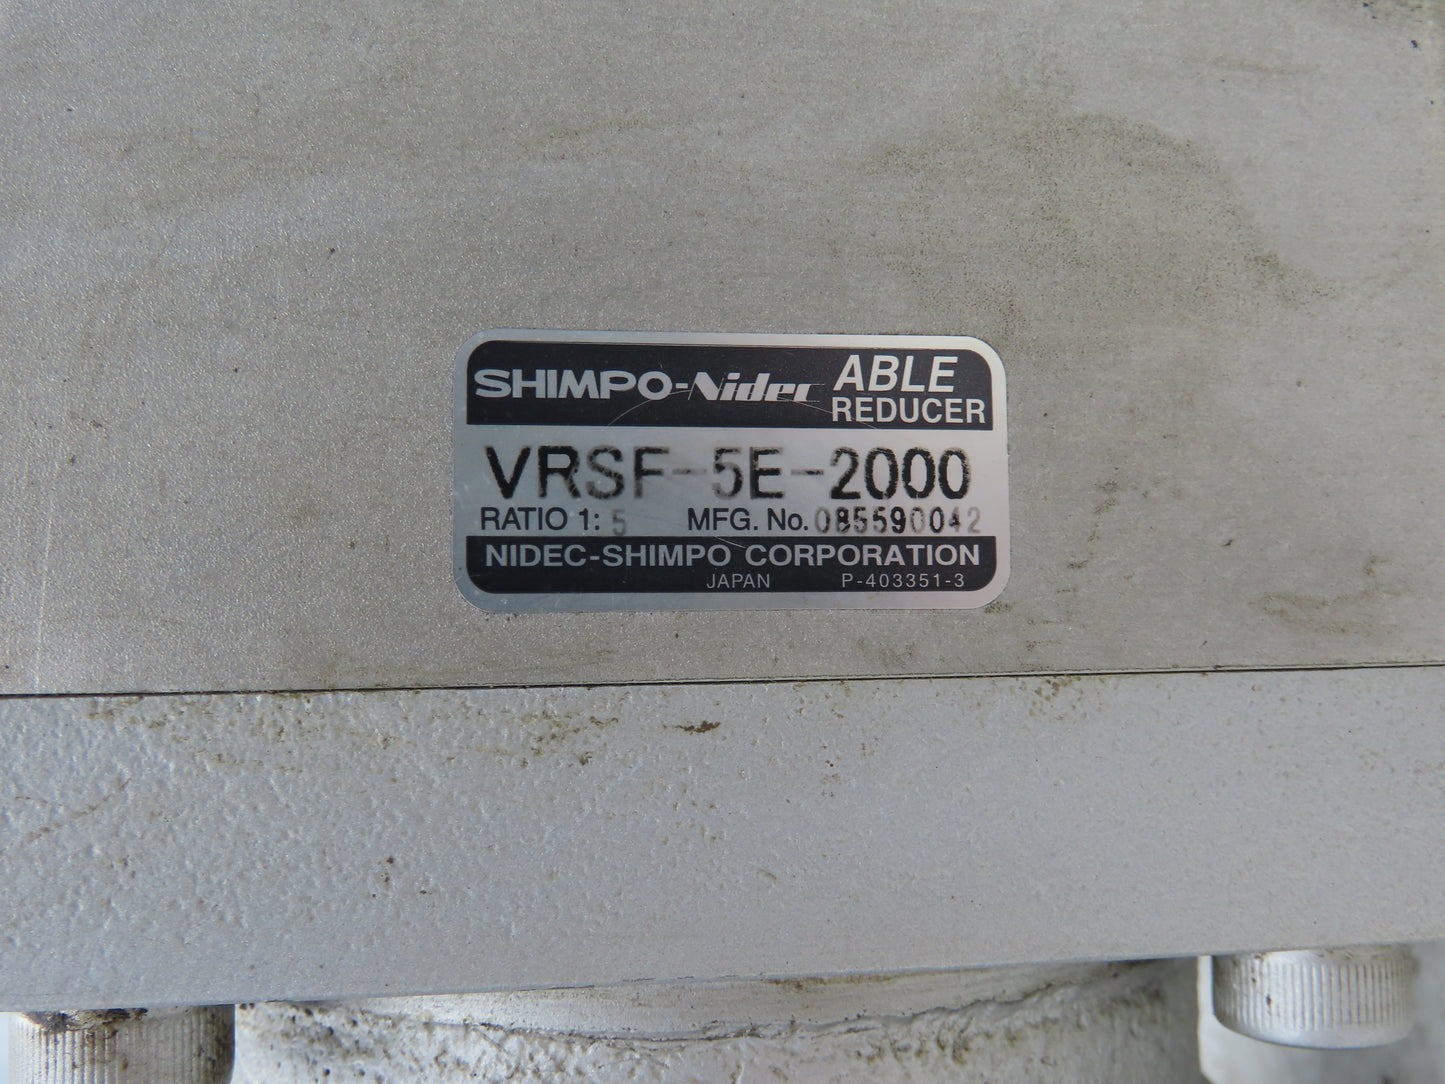 SHIMPO-Nidec ABLE
REDUCER
VRSF-5E-2000
RATIO 1: 5 MFG. No. 085590042
NIDEC-SHIMPO CORPORATION
JAPAN P-403351-3